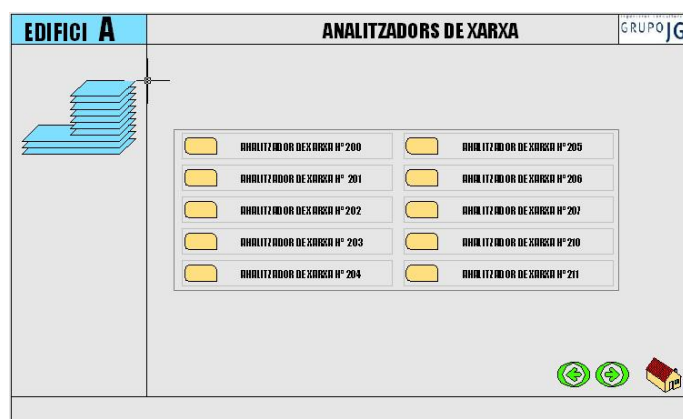 EDIFICI A
ANALITZADORS DE XARXA
GRUPO JG
ANALITZADOR DE XARXA Nº 200
ANALITZADOR DE XARXA Nº 201
ANALITZADOR DE XARXA Nº 202
ANALITZADOR DE XARXA Nº 203
ANALITZADOR DE XARXA Nº 204
ANALITZADOR DE XARXA Nº 205
ANALITZADOR DE XARXA Nº 206
ANALITZADOR DE XARXA Nº 207
ANALITZADOR DE XARXA Nº 210
ANALITZADOR DE XARXA Nº 211